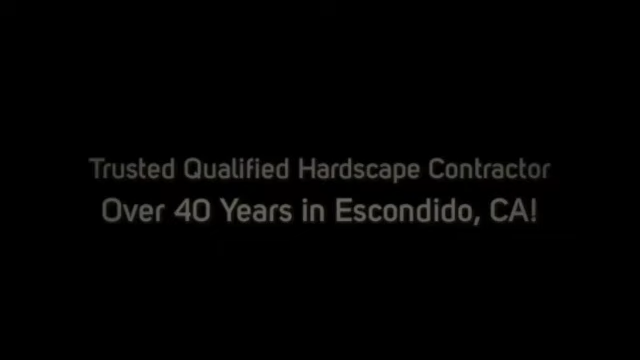 Trusted Qualified Hardscape Contractor
Over 40 Years in Escondido, CA!